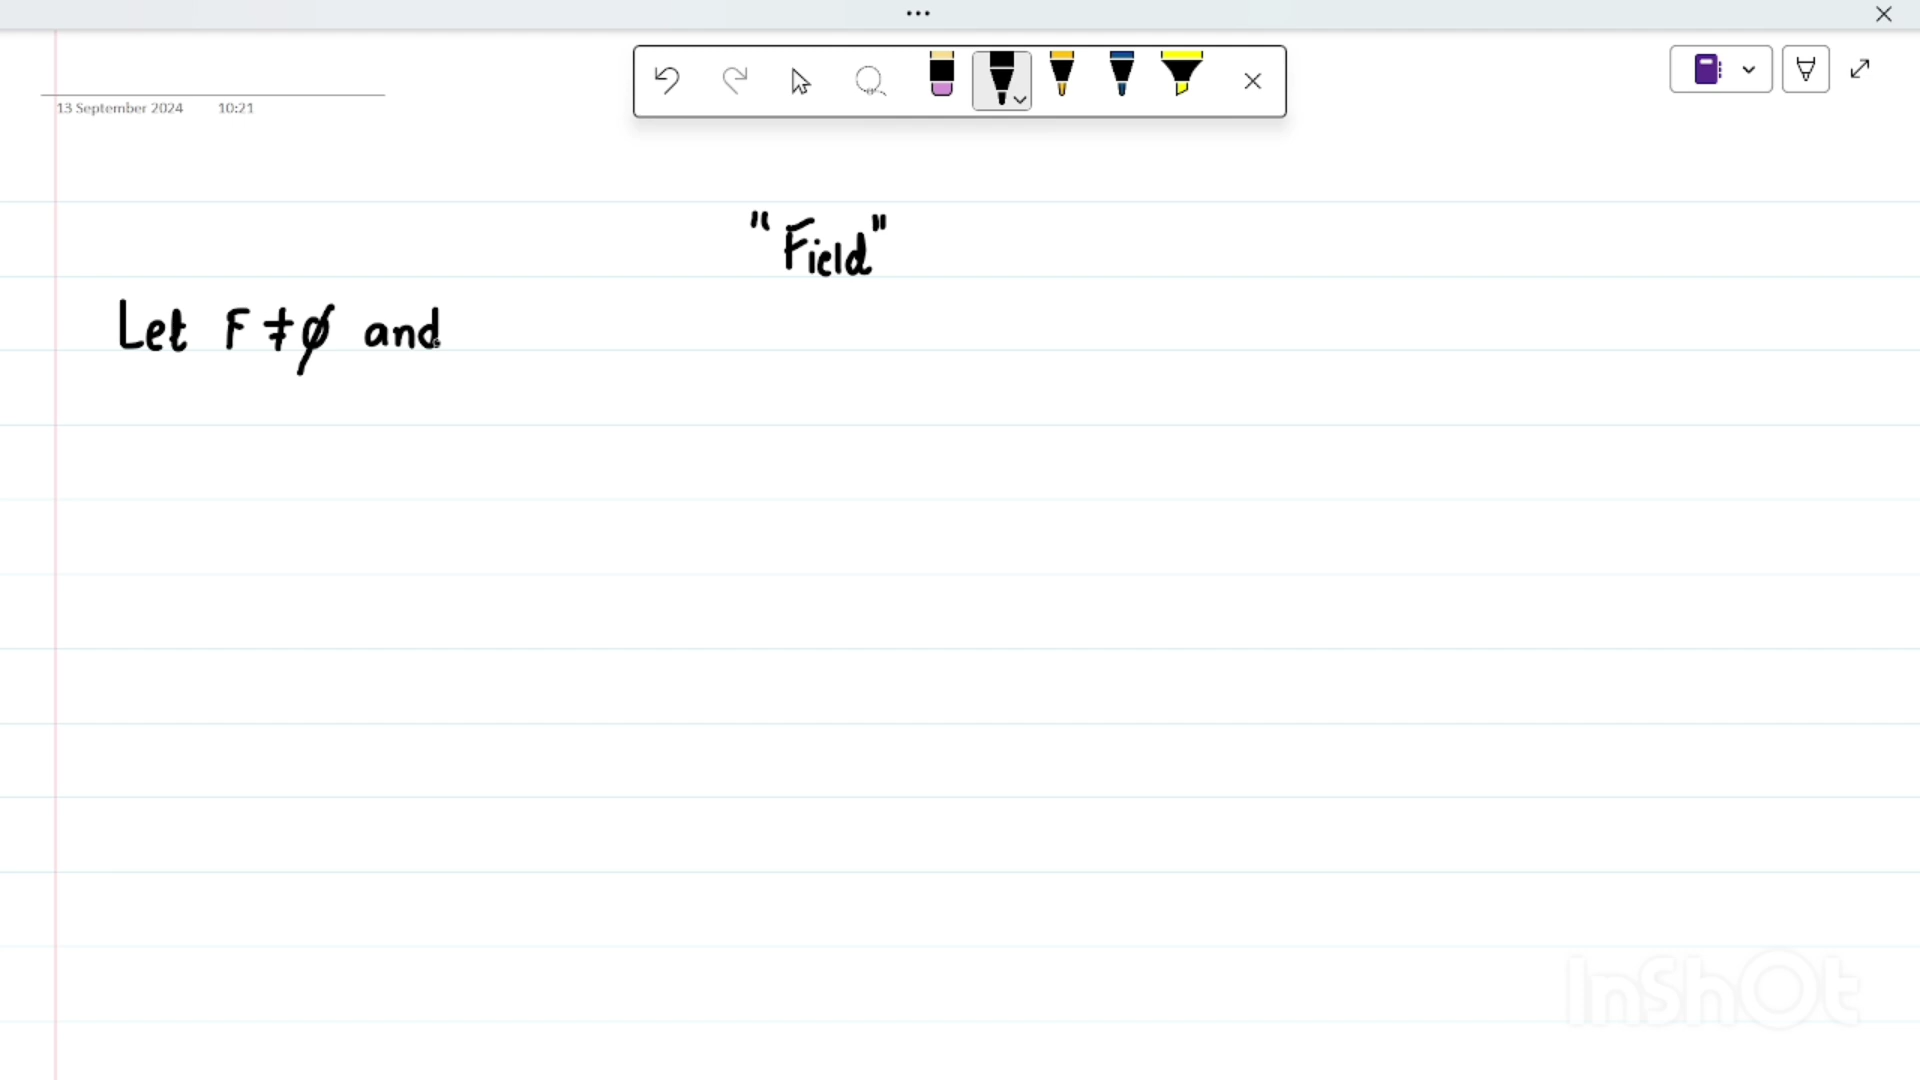 13 September 2024 10:21
"Field"
Let F ≠ ϕ and
InShOt